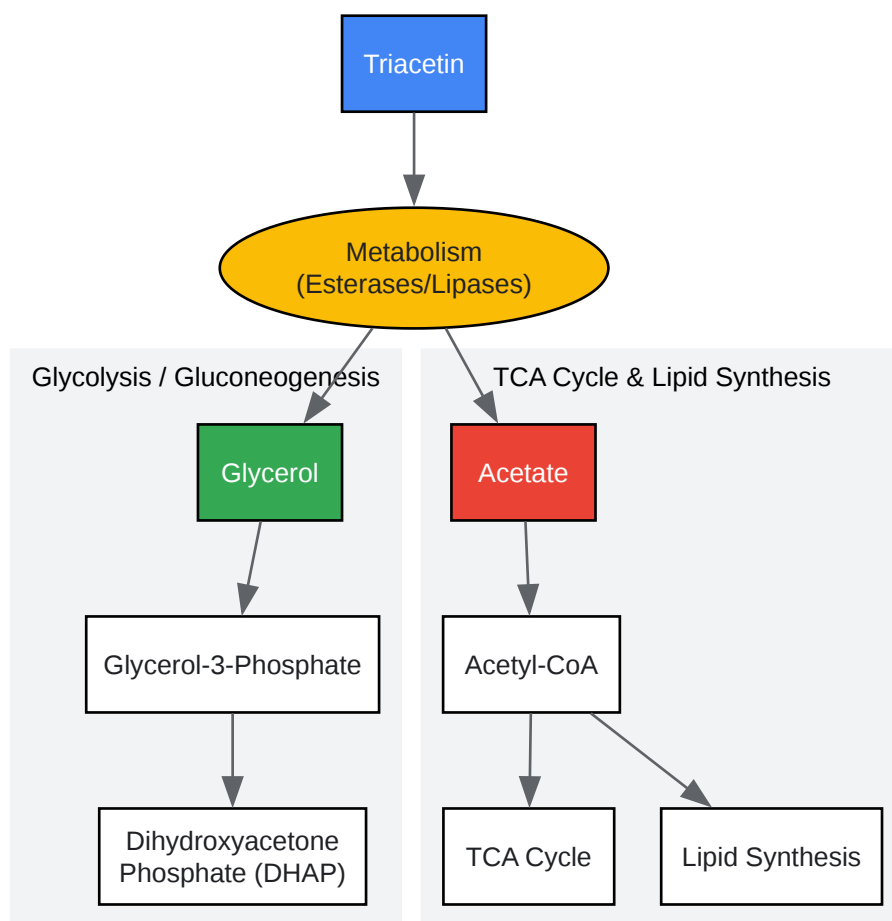 Triacetin
Metabolism
(Esterases/Lipases)
Glycolysis / Gluconeogenesis
TCA Cycle & Lipid Synthesis
Glycerol
Acetate
Glycerol-3-Phosphate
Acetyl-CoA
Dihydroxyacetone
Phosphate (DHAP)
TCA Cycle
Lipid Synthesis